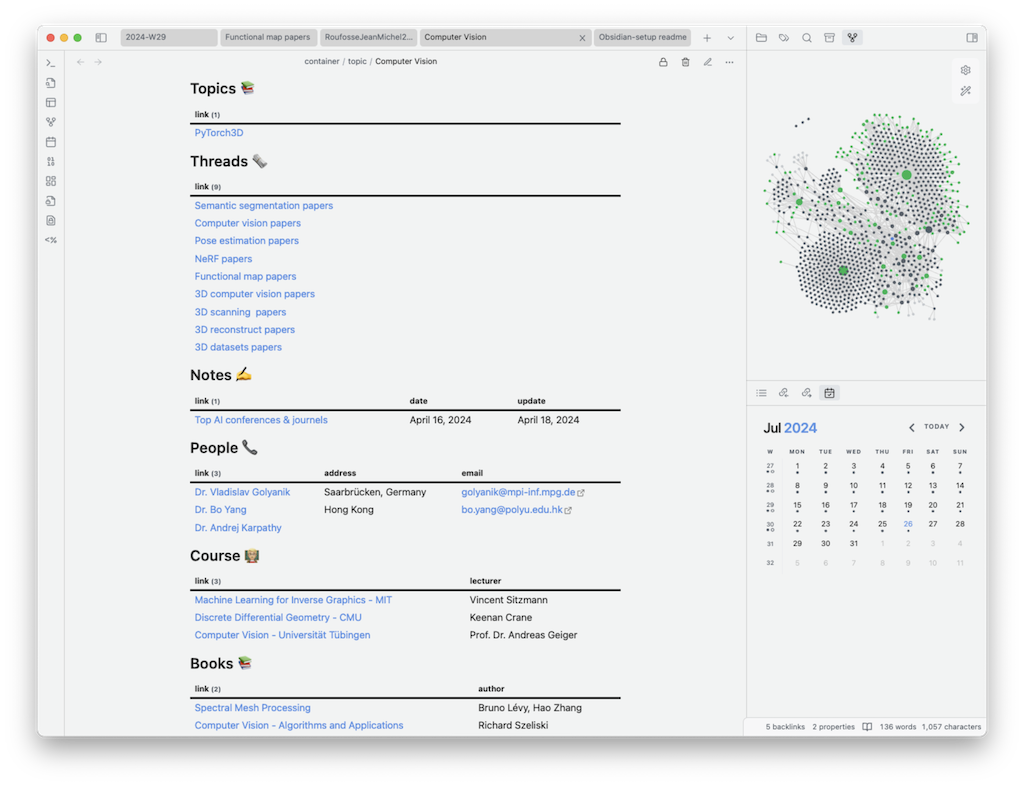 2024-W29 Functional map papers RoufosseJeanMichel2... Computer Vision Obsidian-setup readme
container / topic / Computer Vision
Topics 📚
link (1)
PyTorch3D
Threads 🗞️
link (9)
Semantic segmentation papers
Computer vision papers
Pose estimation papers
NeRF papers
Functional map papers
3D computer vision papers
3D scanning  papers
3D reconstruct papers
3D datasets papers
Notes ✍️
link (1) date update
Top AI conferences & journels April 16, 2024 April 18, 2024
People 📞
link (3) address email
Dr. Vladislav Golyanik Saarbrücken, Germany golyanik@mpi-inf.mpg.de
Dr. Bo Yang Hong Kong bo.yang@polyu.edu.hk
Dr. Andrej Karpathy
Course 👩‍🏫
link (3) lecturer
Machine Learning for Inverse Graphics - MIT Vincent Sitzmann
Discrete Differential Geometry - CMU Keenan Crane
Computer Vision - Universität Tübingen Prof. Dr. Andreas Geiger
Books 📚
link (2) author
Spectral Mesh Processing Bruno Lévy, Hao Zhang
Computer Vision - Algorithms and Applications Richard Szeliski
Jul 2024 TODAY
W MON TUE WED THU FRI SAT SUN
27 1 2 3 4 5 6 7
28 8 9 10 11 12 13 14
29 15 16 17 18 19 20 21
30 22 23 24 25 26 27 28
31 29 30 31 1 2 3 4
32 5 6 7 8 9 10 11
5 backlinks 2 properties 136 words 1,057 characters